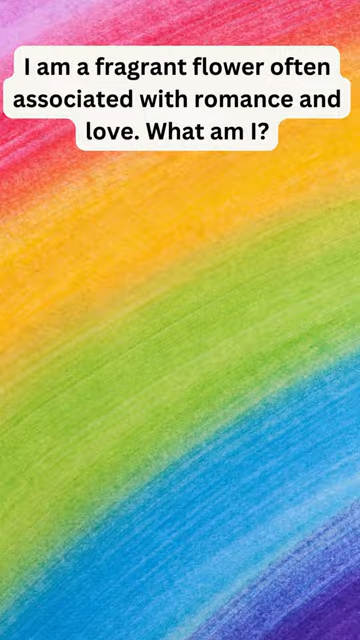 I am a fragrant flower often
associated with romance and
love. What am I?